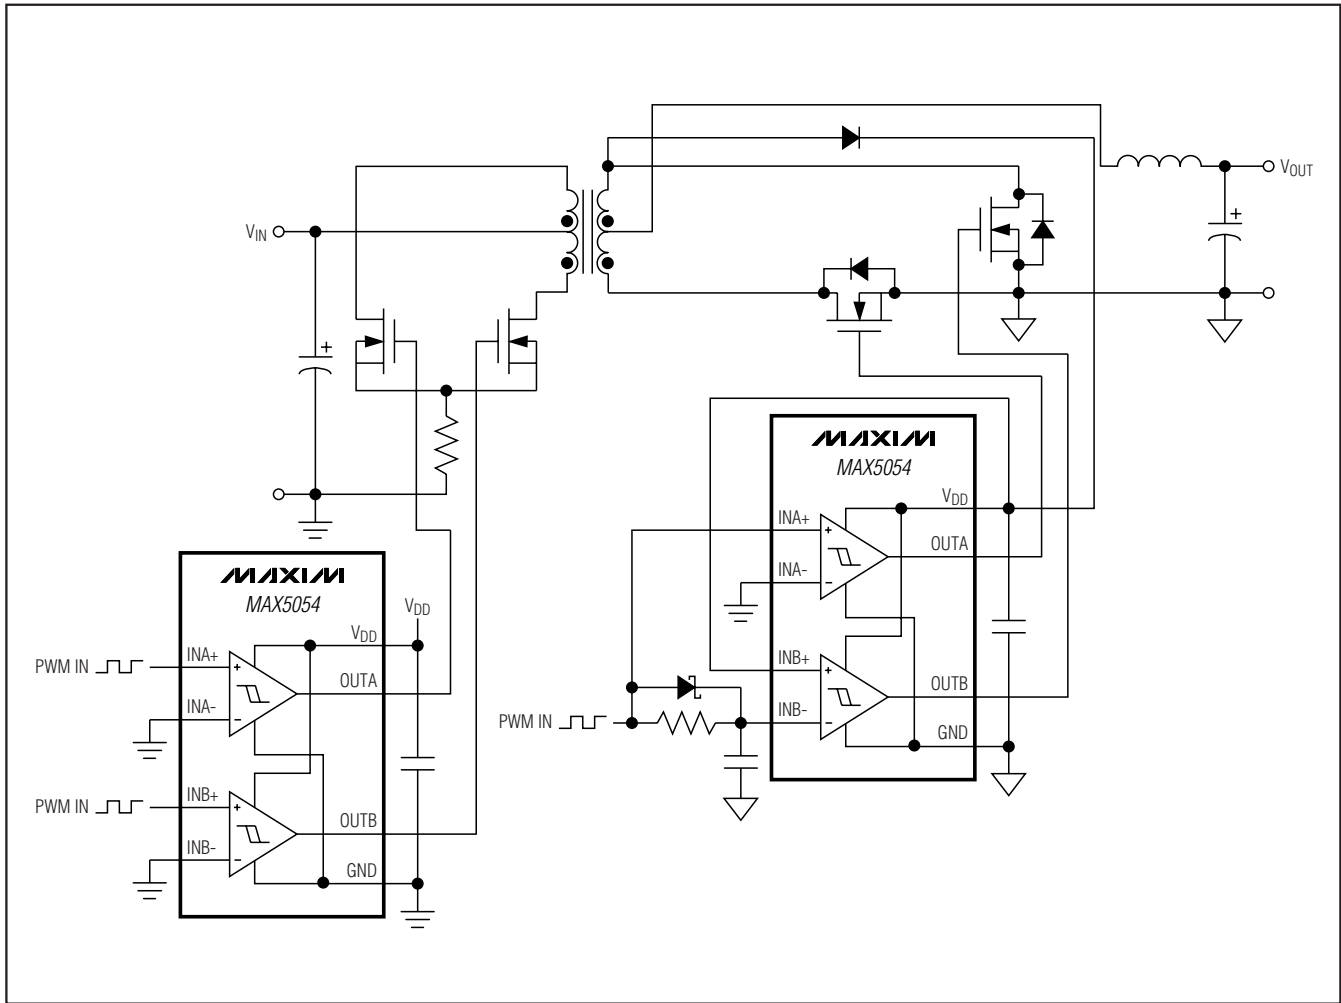 VIN
+
+
VOUT
MAXIM
MAX5054
VDD
INA+
+
OUTA
INA-
-
INB+
+
OUTB
INB-
-
GND
PWM IN
MAXIM
MAX5054
VDD
VDD
PWM IN
INA+
+
OUTA
INA-
-
PWM IN
INB+
+
OUTB
INB-
-
GND